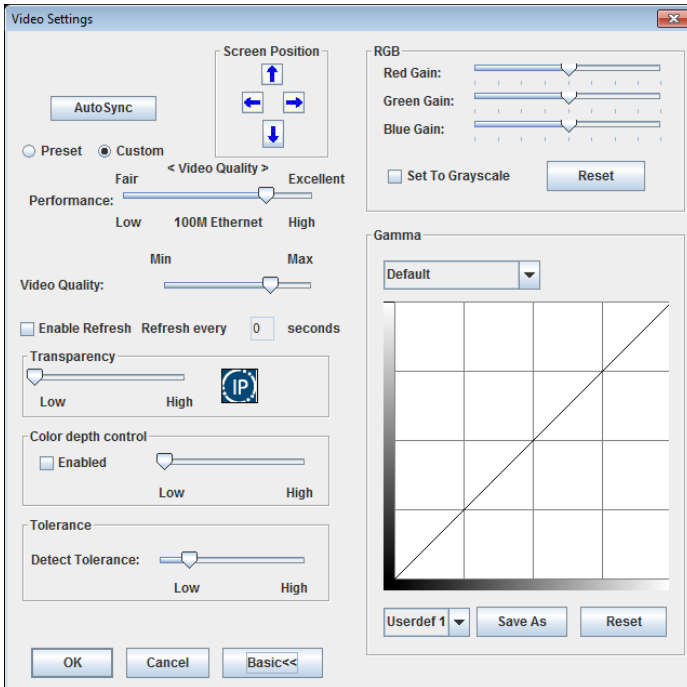 Video Settings
Screen Position
AutoSync
Preset Custom
< Video Quality >
Fair Excellent
Performance:
Low 100M Ethernet High
Min Max
Video Quality:
Enable Refresh Refresh every 0 seconds
Transparency
Low High
IP
Color depth control
Enabled
Low High
Tolerance
Detect Tolerance:
Low High
OK Cancel Basic<<
RGB
Red Gain:
Green Gain:
Blue Gain:
Set To Grayscale Reset
Gamma
Default
Userdef 1 Save As Reset